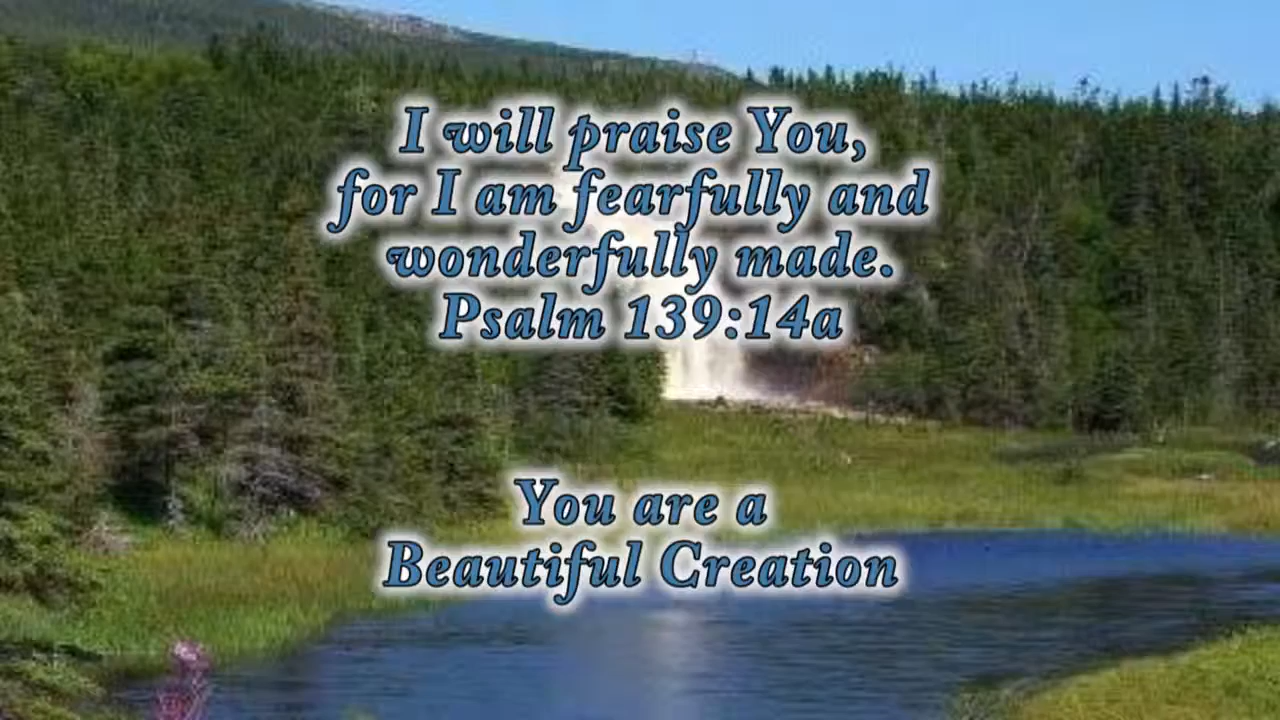 I will praise You,
for I am fearfully and
wonderfully made.
Psalm 139:14a
You are a
Beautiful Creation